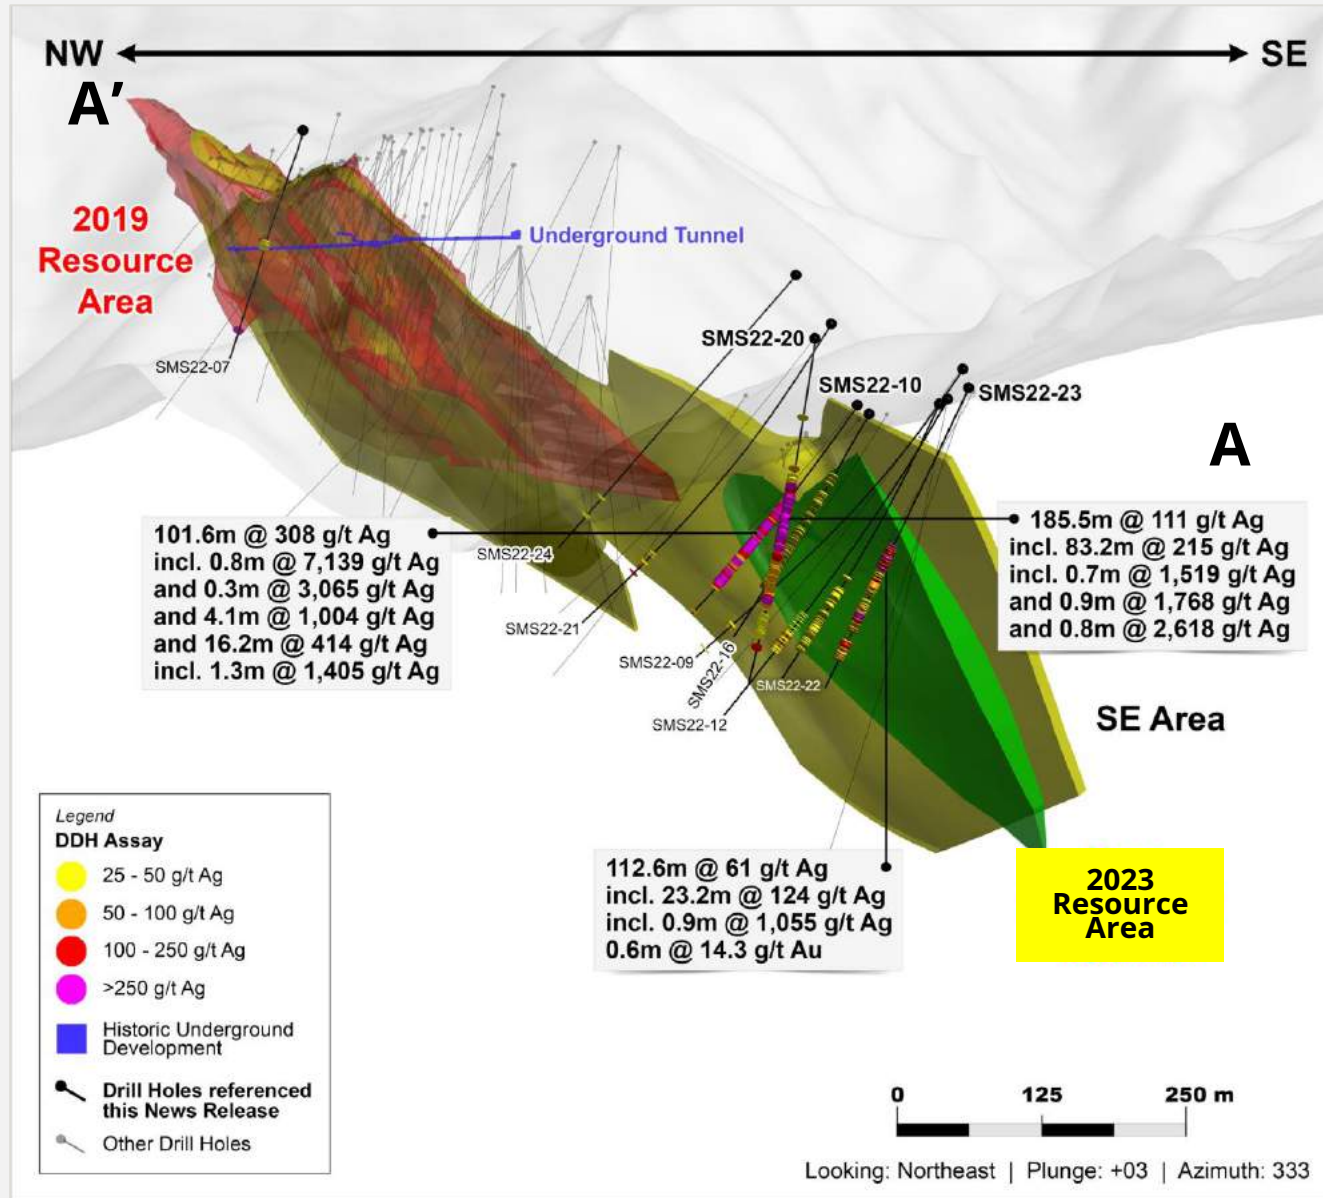 NW
SE
A′
2019
Resource
Area
Underground Tunnel
SMS22-07
SMS22-20
SMS22-10
SMS22-23
A
101.6m @ 308 g/t Ag
incl. 0.8m @ 7,139 g/t Ag
and 0.3m @ 3,065 g/t Ag
and 4.1m @ 1,004 g/t Ag
and 16.2m @ 414 g/t Ag
incl. 1.3m @ 1,405 g/t Ag
185.5m @ 111 g/t Ag
incl. 83.2m @ 215 g/t Ag
incl. 0.7m @ 1,519 g/t Ag
and 0.9m @ 1,768 g/t Ag
and 0.8m @ 2,618 g/t Ag
SMS22-24
SMS22-21
SMS22-09
SMS22-16
SMS22-22
SMS22-12
SE Area
112.6m @ 61 g/t Ag
incl. 23.2m @ 124 g/t Ag
incl. 0.9m @ 1,055 g/t Ag
0.6m @ 14.3 g/t Au
2023
Resource
Area
Legend
DDH Assay
25 - 50 g/t Ag
50 - 100 g/t Ag
100 - 250 g/t Ag
>250 g/t Ag
Historic Underground
Development
Drill Holes referenced
this News Release
Other Drill Holes
0 125 250 m
Looking: Northeast | Plunge: +03 | Azimuth: 333